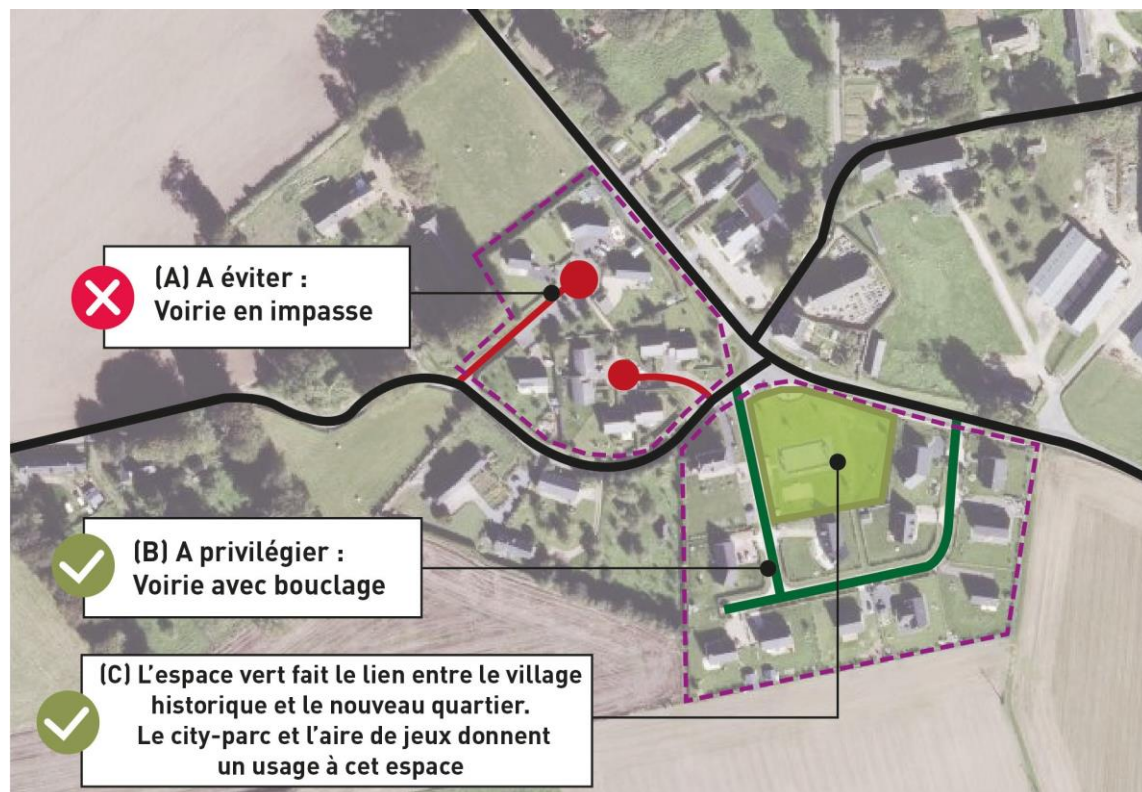 (A) A éviter :
Voirie en impasse
(B) A privilégier :
Voirie avec bouclage
(C) L’espace vert fait le lien entre le village
historique et le nouveau quartier.
Le city-parc et l’aire de jeux donnent
un usage à cet espace